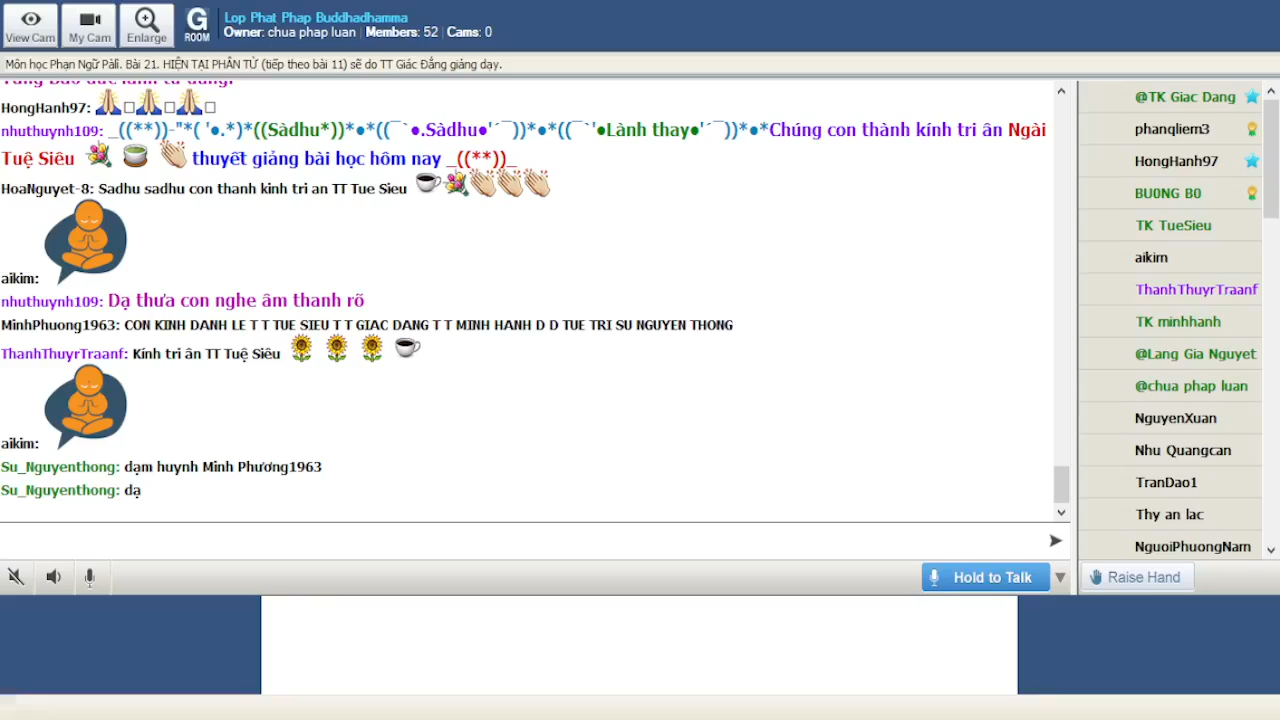 View Cam
My Cam
Enlarge
G
ROOM
Lop Phat Phap Buddhadhamma
Owner: chua phap luan | Members: 52 | Cams: 0
Môn học Phạn Ngữ Pāli. Bài 21. HIỆN TẠI PHÂN TỪ (tiếp theo bài 11) sẽ do TT Giác Đẳng giảng dạy.
HongHanh97:
nhuthuynh109: _((**))-"*( '●.*)*((Sàdhu*))*●*((¯`●.Sàdhu●'´¯))*●*●*((¯`'●Lành thay●'´¯))*●*●*Chúng con thành kính tri ân Ngài
Tuệ Siêu thuyết giảng bài học hôm nay _((**))_
HoaNguyet-8: Sadhu sadhu con thanh kinh tri an TT Tue Sieu
aikim:
nhuthuynh109: Dạ thưa con nghe âm thanh rõ
MinhPhuong1963: CON KINH DANH LE T T TUE SIEU T T GIAC DANG T T MINH HANH D D TUE TRI SU NGUYEN THONG
ThanhThuyrTraanf: Kính tri ân TT Tuệ Siêu
aikim:
Su_Nguyenthong: dạm huynh Minh Phương1963
Su_Nguyenthong: dạ
Hold to Talk
@TK Giac Dang
phanqliem3
HongHanh97
BU0NG B0
TK TueSieu
aikim
ThanhThuyrTraanf
TK minhhanh
@Lang Gia Nguyet
@chua phap luan
NguyenXuan
Nhu Quangcan
TranDao1
Thy an lac
NguoiPhuongNam
Raise Hand